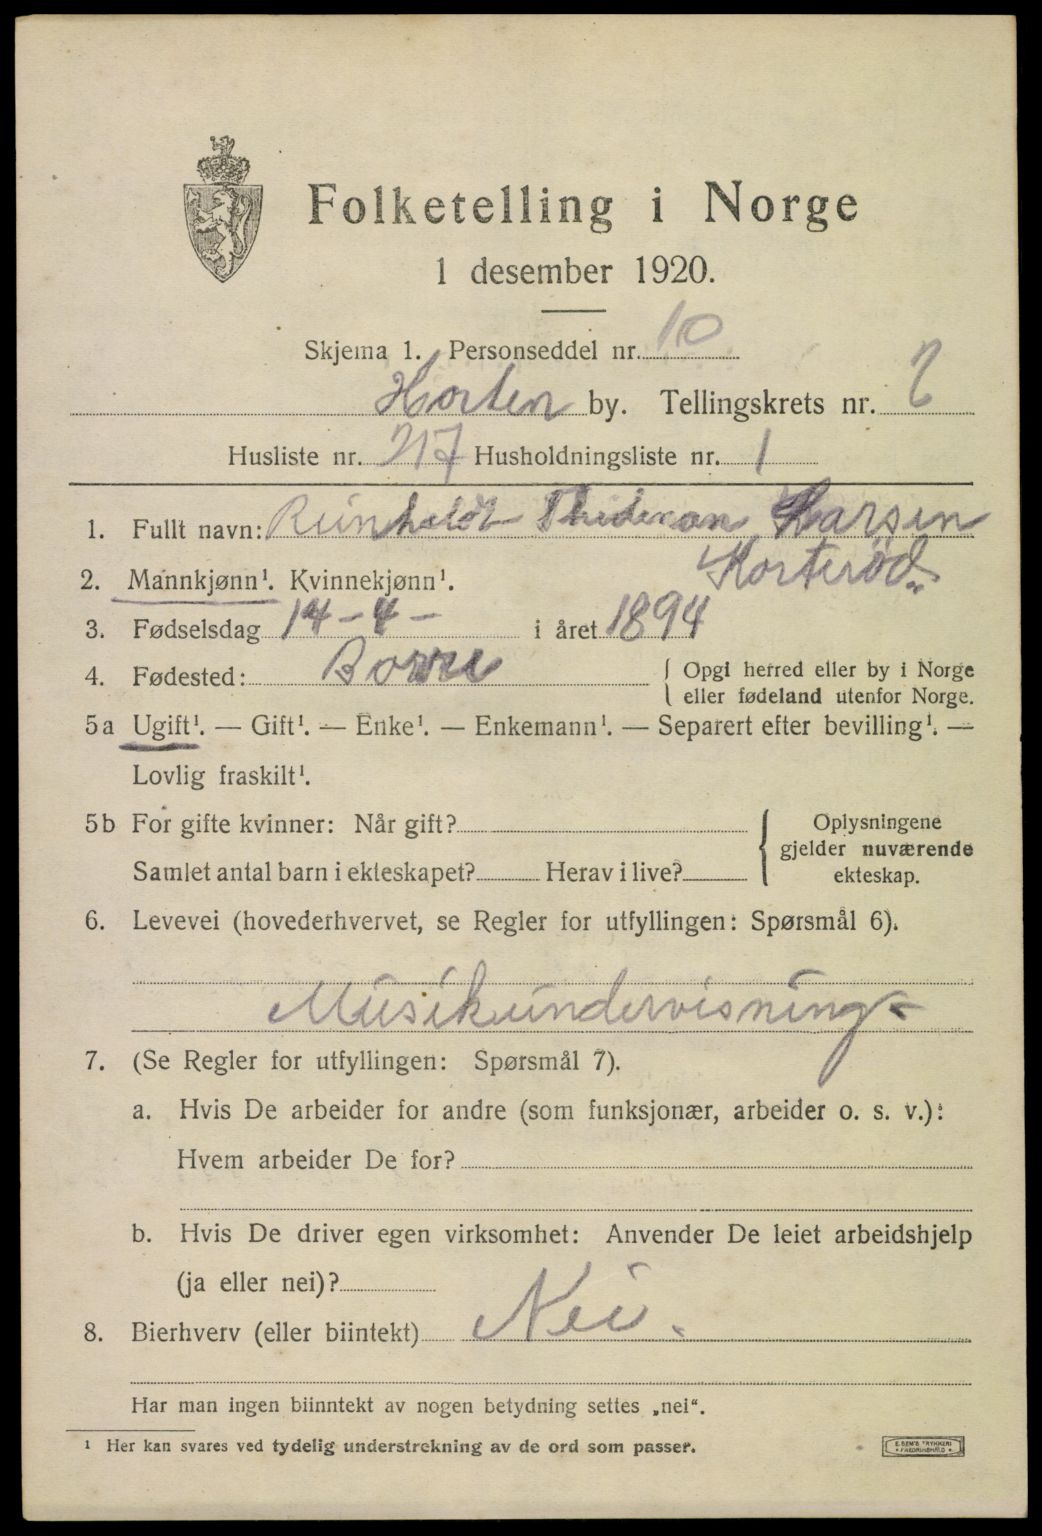 Folketelling i Norge
1 desember 1920.
Skjema 1. Personseddel nr. 10
Horten by. Tellingskrets nr.
Husliste nr. 217 Husholdningsliste nr. 1
1. Fullt navn: Larsen
Korterød
2. Mannkjønn¹. Kvinnekjønn¹.
3. Fødselsdag 14-4- i året 1894
4. Fødested: Borre { Opgi herred eller by i Norge
eller fødeland utenfor Norge.
5a Ugift¹. — Gift¹. — Enke¹. — Enkemann¹. — Separert efter bevilling¹. —
Lovlig fraskilt¹.
5b For gifte kvinner: Når gift?
Samlet antal barn i ekteskapet? Herav i live?
Oplysningene
gjelder nuværende
ekteskap.
6. Levevei (hovederhvervet, se Regler for utfyllingen: Spørsmål 6).
Musikundervisning
7. (Se Regler for utfyllingen: Spørsmål 7).
a. Hvis De arbeider for andre (som funksjonær, arbeider o. s. v.):
Hvem arbeider De for?
b. Hvis De driver egen virksomhet: Anvender De leiet arbeidshjelp
(ja eller nei)?
8. Bierhverv (eller biintekt) Nei.
Har man ingen biinntekt av nogen betydning settes „nei“.
¹ Her kan svares ved tydelig understrekning av de ord som passer.